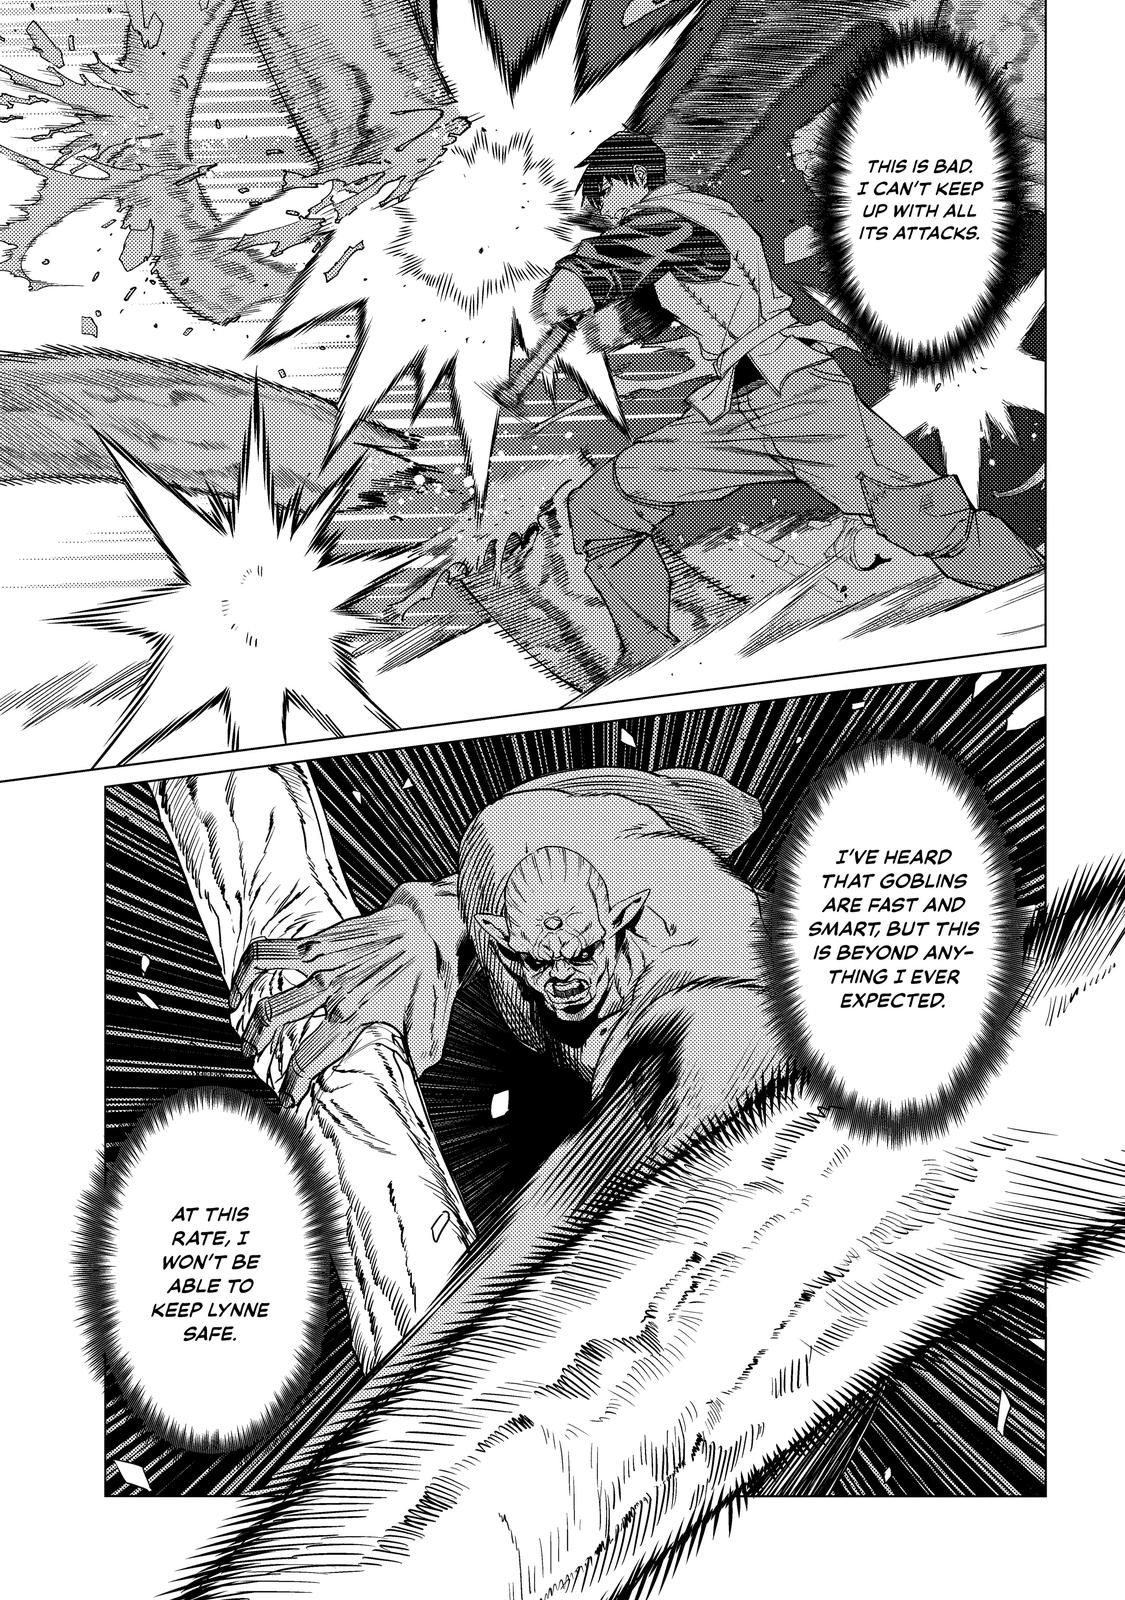 THIS IS BAD.
I CAN'T KEEP
UP WITH ALL
ITS ATTACKS.
I'VE HEARD
THAT GOBLINS
ARE FAST AND
SMART, BUT THIS
IS BEYOND ANY-
THING I EVER
EXPECTED.
AT THIS
RATE, I
WON'T BE
ABLE TO
KEEP LYNNE
SAFE.